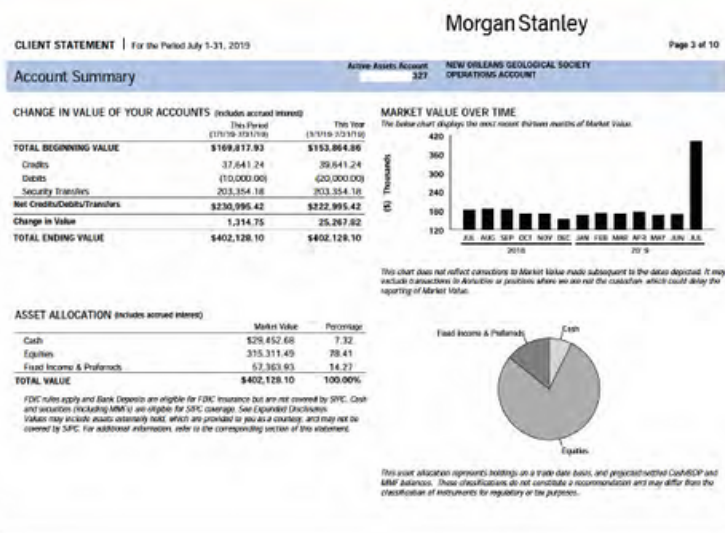 Morgan Stanley
CLIENT STATEMENT | For the Period July 1-31, 2019
Page 3 of 10
Account Summary
Active Assets Account
327
NEW ORLEANS GEOLOGICAL SOCIETY
OPERATIONS ACCOUNT
CHANGE IN VALUE OF YOUR ACCOUNTS (includes accrued interest)
This Period
(7/1/19-7/31/19)
This Year
(1/1/19-7/31/19)
TOTAL BEGINNING VALUE $169,817.93 $153,864.86
Credits 37,641.24 39,641.24
Debits (10,000.00) (20,000.00)
Security Transfers 203,354.18 203,354.18
Net Credits/Debits/Transfers $230,995.42 $222,995.42
Change in Value 1,314.75 25,267.82
TOTAL ENDING VALUE $402,128.10 $402,128.10
MARKET VALUE OVER TIME
The below chart displays the most recent thirteen months of Market Value.
($) Thousands
420
360
300
240
180
120
JUL AUG SEP OCT NOV DEC JAN FEB MAR APR MAY JUN JUL
2018 2019
This chart does not reflect corrections to Market Value made subsequent to the dates depicted. It may
exclude transactions in Annuities or positions where we are not the custodian, which could delay the
reporting of Market Value.
ASSET ALLOCATION (includes accrued interest)
Market Value Percentage
Cash $29,452.68 7.32
Equities 315,311.49 78.41
Fixed Income & Preferreds 57,363.93 14.27
TOTAL VALUE $402,128.10 100.00%
FDIC rules apply and Bank Deposits are eligible for FDIC insurance but are not covered by SIPC. Cash
and securities (including MMFs) are eligible for SIPC coverage. See Expanded Disclosures.
Values may include assets externally held, which are provided to you as a courtesy, and may not be
covered by SIPC. For additional information, refer to the corresponding section of this statement.
Fixed Income & Preferreds
Cash
Equities
This asset allocation represents holdings on a trade date basis, and projected settled Cash/BDP and
MMF balances. These classifications do not constitute a recommendation and may differ from the
classification of instruments for regulatory or tax purposes.